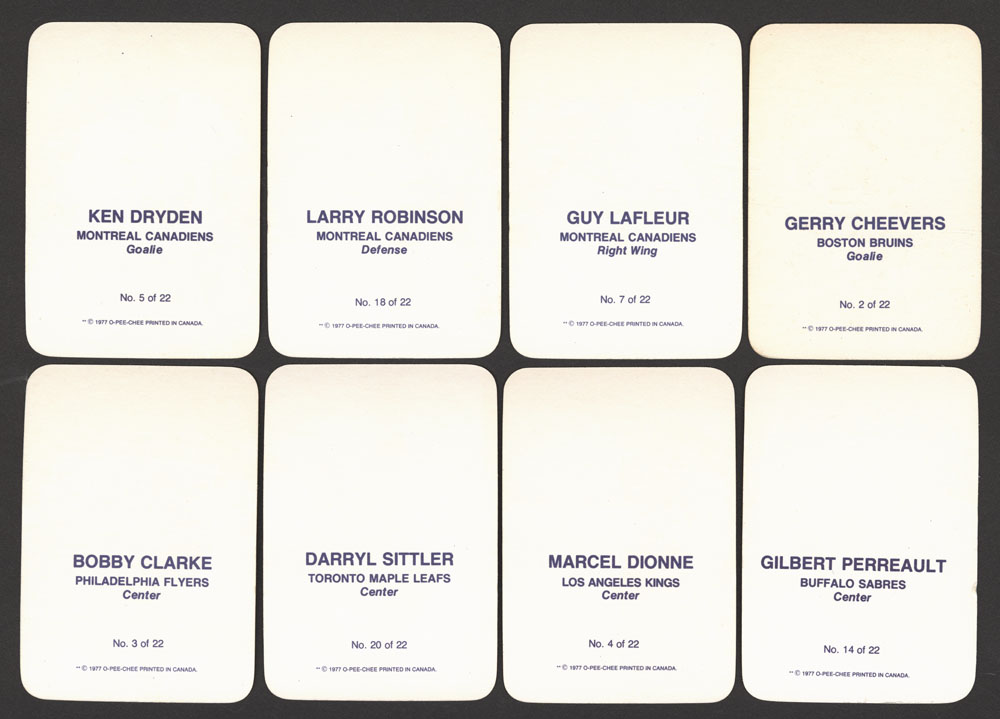 KEN DRYDEN
MONTREAL CANADIENS
Goalie
No. 5 of 22
** © 1977 O-PEE-CHEE PRINTED IN CANADA.
LARRY ROBINSON
MONTREAL CANADIENS
Defense
No. 18 of 22
** © 1977 O-PEE-CHEE PRINTED IN CANADA.
GUY LAFLEUR
MONTREAL CANADIENS
Right Wing
No. 7 of 22
** © 1977 O-PEE-CHEE PRINTED IN CANADA.
GERRY CHEEVERS
BOSTON BRUINS
Goalie
No. 2 of 22
** © 1977 O-PEE-CHEE PRINTED IN CANADA.
BOBBY CLARKE
PHILADELPHIA FLYERS
Center
No. 3 of 22
** © 1977 O-PEE-CHEE PRINTED IN CANADA.
DARRYL SITTLER
TORONTO MAPLE LEAFS
Center
No. 20 of 22
** © 1977 O-PEE-CHEE PRINTED IN CANADA.
MARCEL DIONNE
LOS ANGELES KINGS
Center
No. 4 of 22
** © 1977 O-PEE-CHEE PRINTED IN CANADA.
GILBERT PERREAULT
BUFFALO SABRES
Center
No. 14 of 22
** © 1977 O-PEE-CHEE PRINTED IN CANADA.